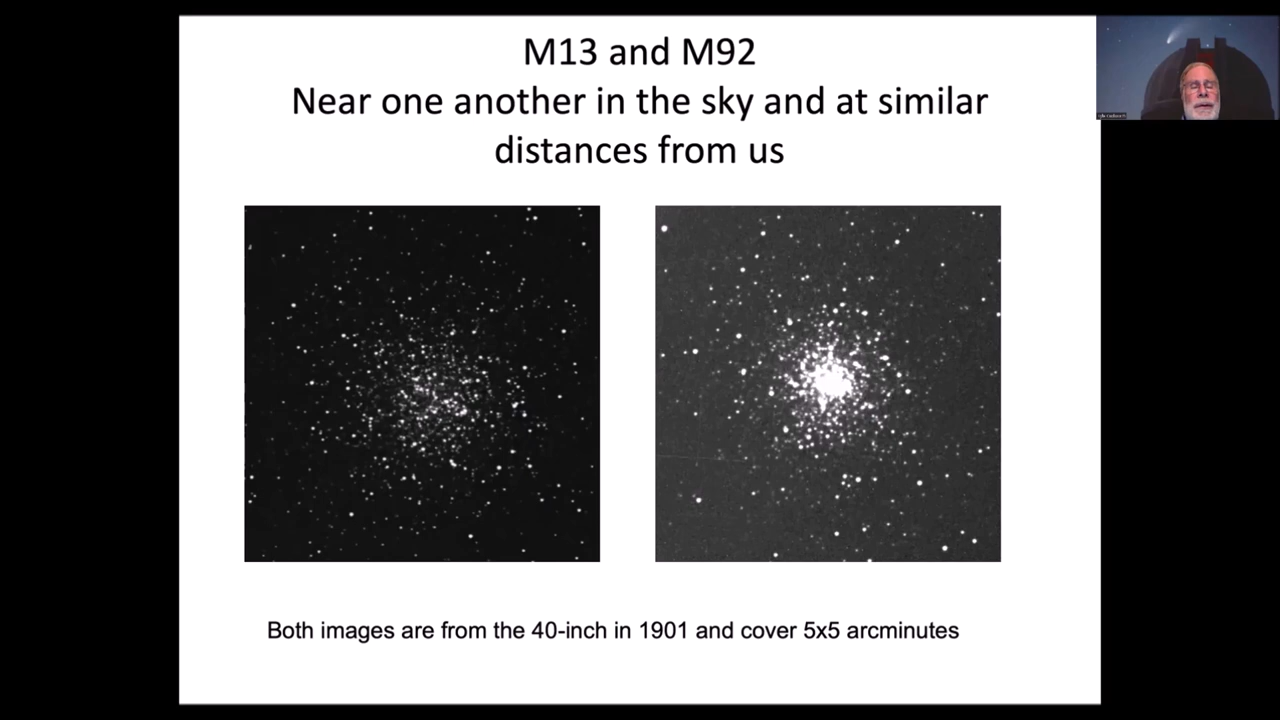 M13 and M92
Near one another in the sky and at similar
distances from us
Both images are from the 40-inch in 1901 and cover 5x5 arcminutes